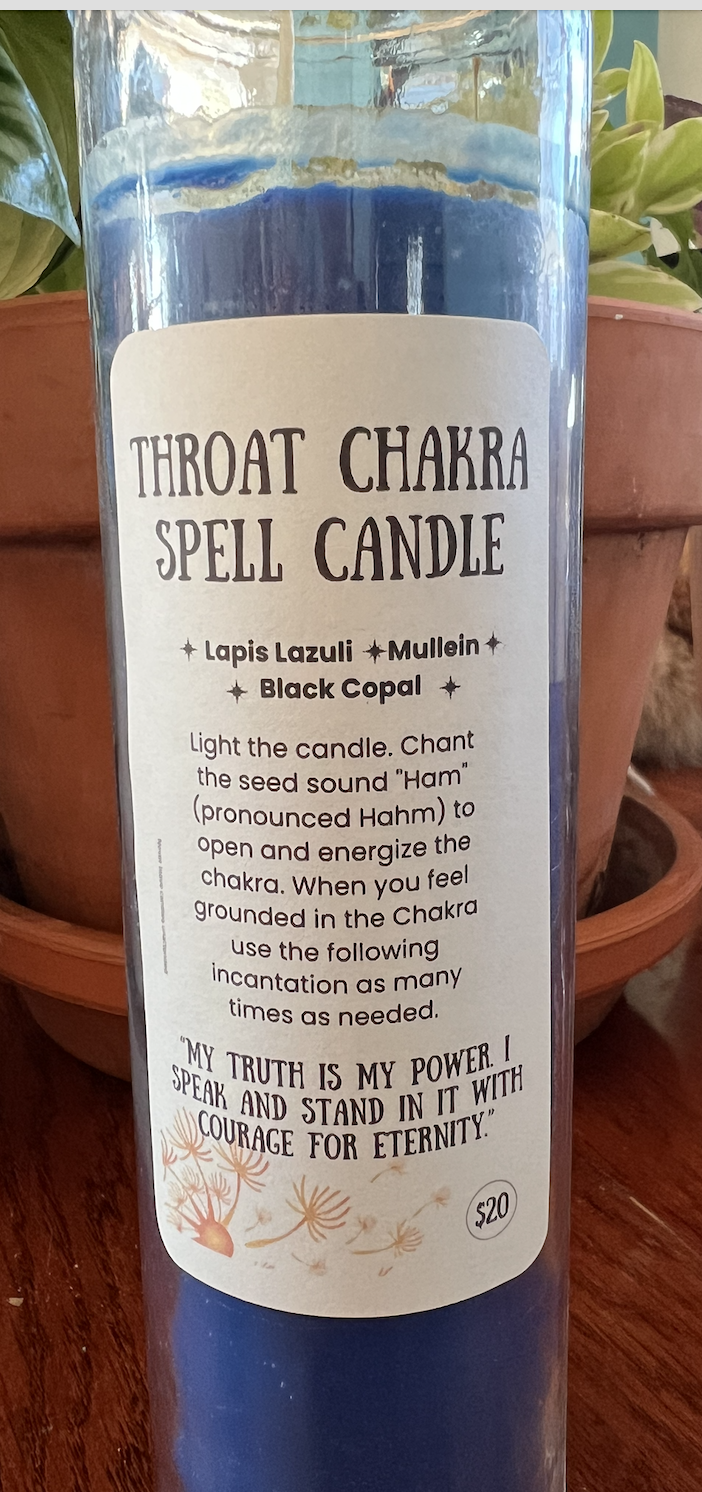 THROAT CHAKRA
SPELL CANDLE
Lapis Lazuli Mullein
Black Copal
Light the candle. Chant
the seed sound "Ham"
(pronounced Hahm) to
open and energize the
chakra. When you feel
grounded in the Chakra
use the following
incantation as many
times as needed.
"MY TRUTH IS MY POWER. I
SPEAK AND STAND IN IT WITH
COURAGE FOR ETERNITY."
$20